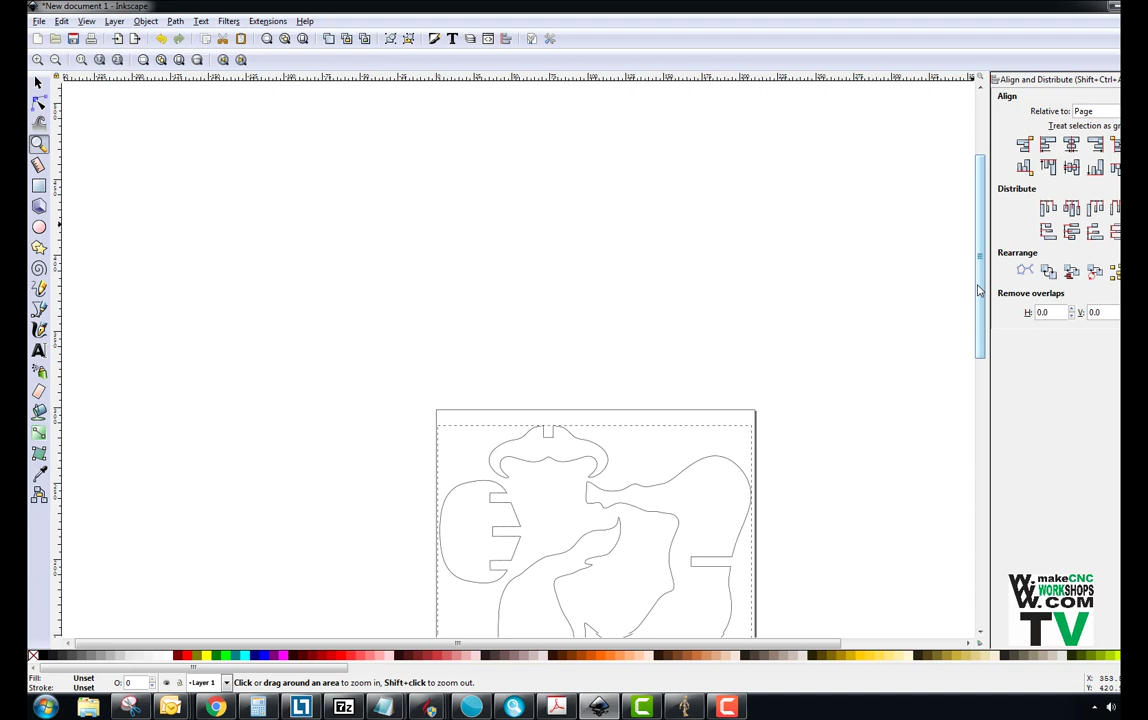 *New document 1 - Inkscape
File Edit View Layer Object Path Text Filters Extensions Help
Align and Distribute (Shift+Ctrl+A
Align
Relative to: Page
Treat selection as gr
Distribute
Rearrange
Remove overlaps
H: 0.0 V: 0.0
makeCNC
WORKSHOPS
WWW.COM
TV
Fill: Unset
Stroke: Unset
O: 0
Layer 1
Click or drag around an area to zoom in, Shift+click to zoom out.
X: 353.
Y: 420.